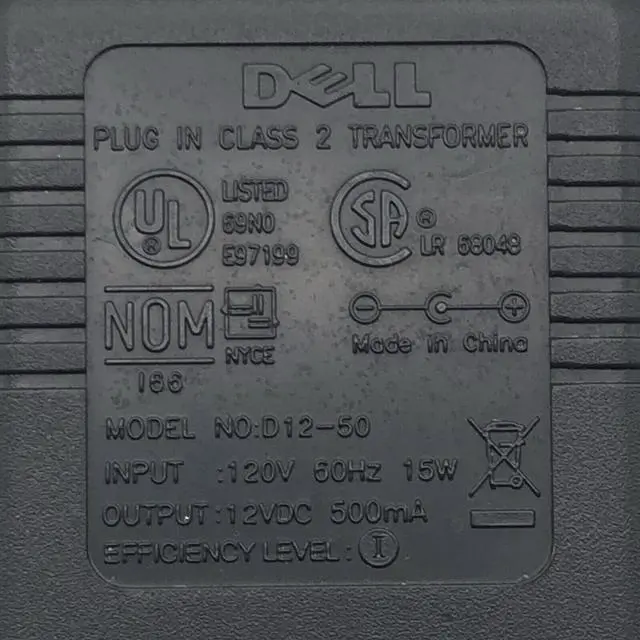 DELL
PLUG IN CLASS 2 TRANSFORMER
UL ® LISTED 69N0 E97199
SA ® LR 68048
NOM 166
NYCE
Made in China
MODEL NO:D12-50
INPUT :120V 60Hz 15W
OUTPUT:12VDC 500mA
EFFICIENCY LEVEL: I